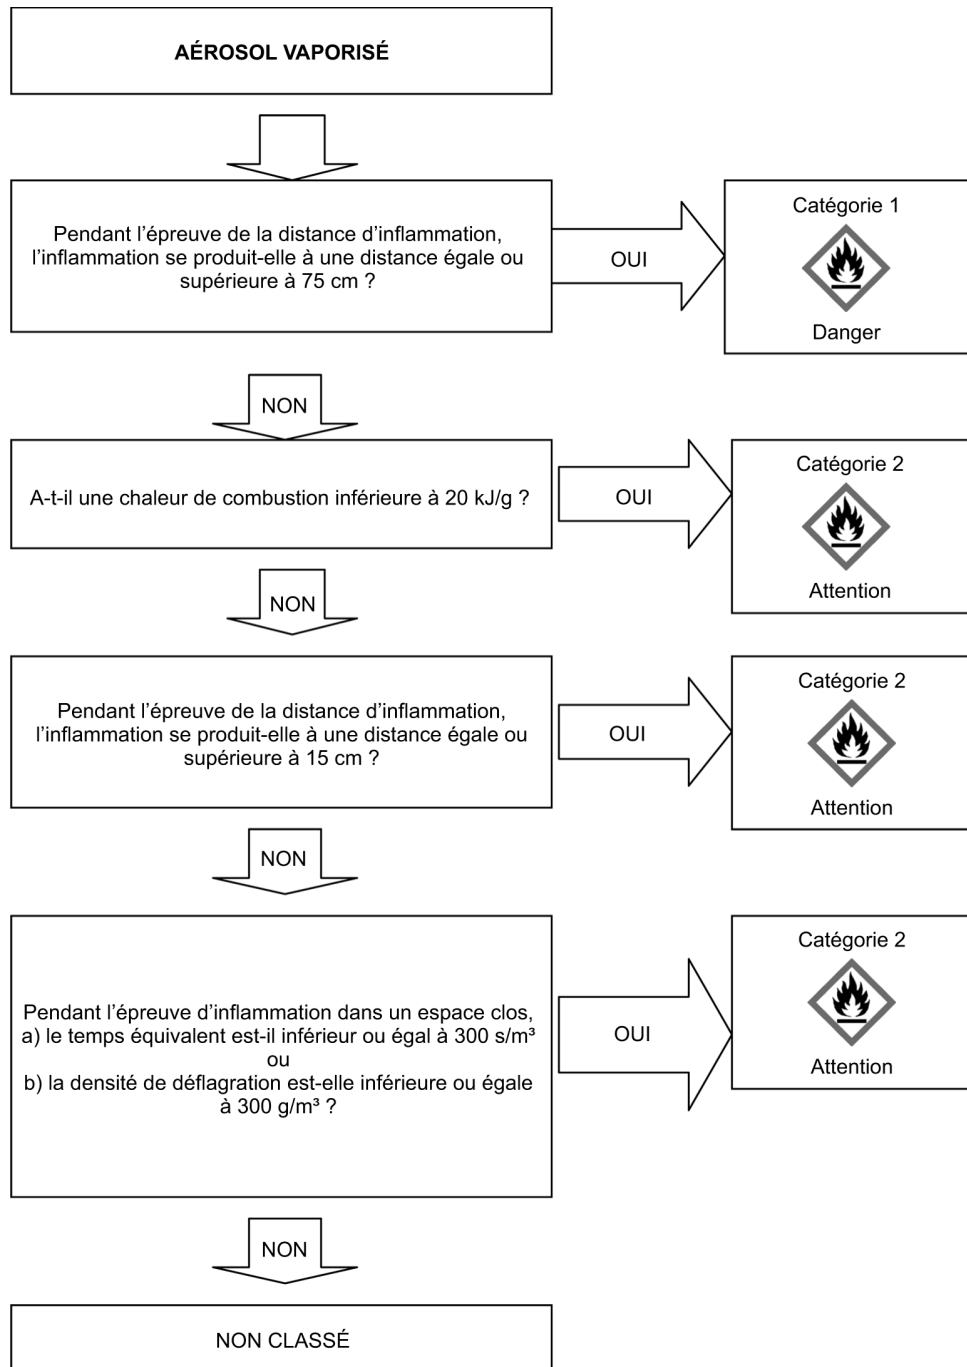 AÉROSOL VAPORISÉ
Pendant l’épreuve de la distance d’inflammation,
l’inflammation se produit-elle à une distance égale ou
supérieure à 75 cm ?
OUI
Catégorie 1
Danger
NON
A-t-il une chaleur de combustion inférieure à 20 kJ/g ?
OUI
Catégorie 2
Attention
NON
Pendant l’épreuve de la distance d’inflammation,
l’inflammation se produit-elle à une distance égale ou
supérieure à 15 cm ?
OUI
Catégorie 2
Attention
NON
Pendant l’épreuve d’inflammation dans un espace clos,
a) le temps équivalent est-il inférieur ou égal à 300 s/m³
ou
b) la densité de déflagration est-elle inférieure ou égale
à 300 g/m³ ?
OUI
Catégorie 2
Attention
NON
NON CLASSÉ